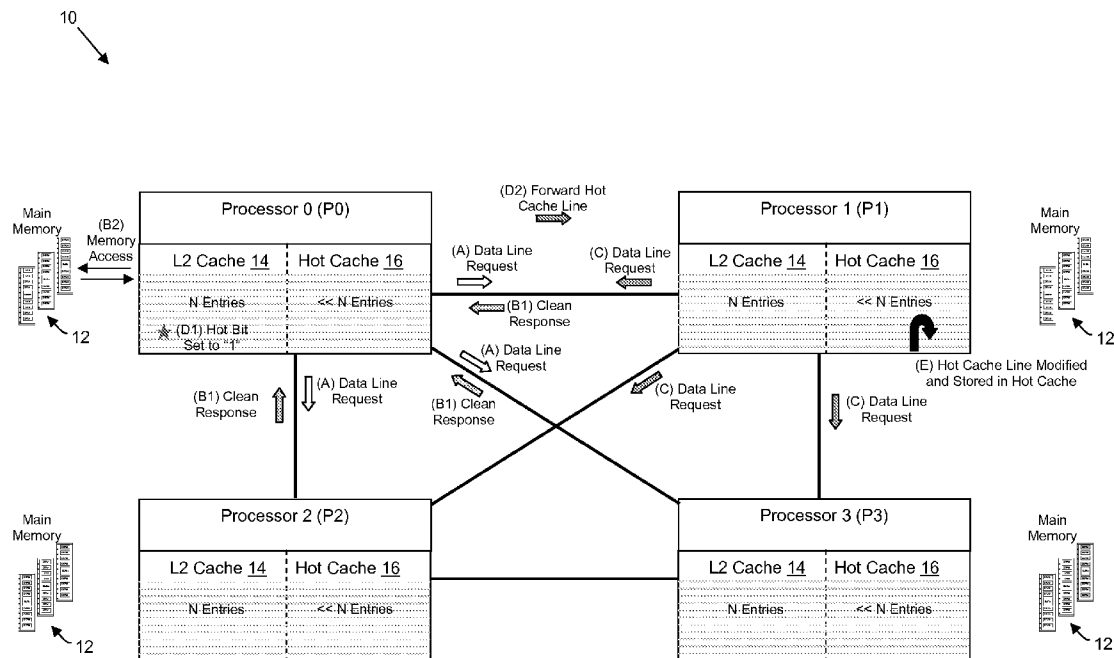 10
Main
Memory
(B2)
Memory
Access
12
Processor 0 (P0)
L2 Cache 14
Hot Cache 16
N Entries
<< N Entries
(D1) Hot Bit
Set to "1"
(D2) Forward Hot
Cache Line
(A) Data Line
Request
(C) Data Line
Request
(B1) Clean
Response
Processor 1 (P1)
L2 Cache 14
Hot Cache 16
N Entries
<< N Entries
Main
Memory
12
(E) Hot Cache Line Modified
and Stored in Hot Cache
(B1) Clean
Response
(A) Data Line
Request
(A) Data Line
Request
(B1) Clean
Response
(C) Data Line
Request
(C) Data Line
Request
Main
Memory
12
Processor 2 (P2)
L2 Cache 14
Hot Cache 16
N Entries
<< N Entries
Processor 3 (P3)
L2 Cache 14
Hot Cache 16
N Entries
<< N Entries
Main
Memory
12